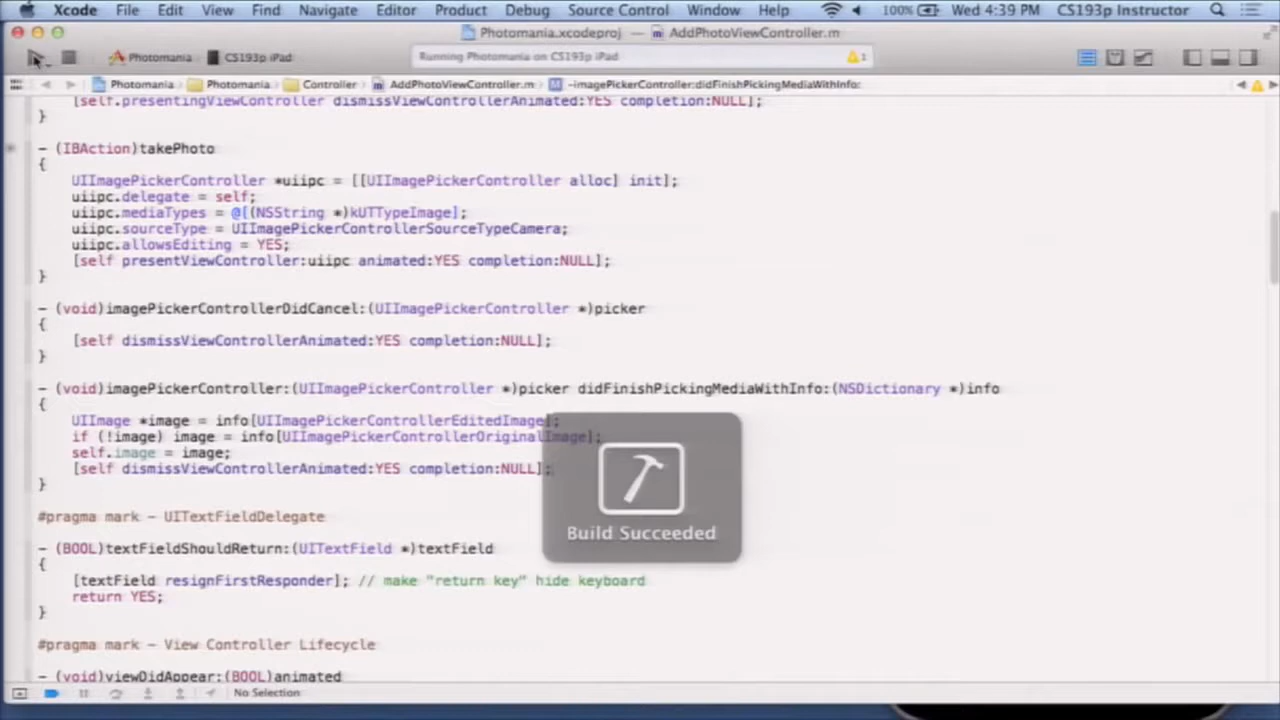 Xcode File Edit View Find Navigate Editor Product Debug Source Control Window Help 100% Wed 4:39 PM CS193p Instructor
Photomania.xcodeproj — AddPhotoViewController.m
Photomania CS193p iPad Running Photomania on CS193p iPad 1
Photomania Photomania Controller AddPhotoViewController.m M -imagePickerController:didFinishPickingMediaWithInfo:
[self.presentingViewController dismissViewControllerAnimated:YES completion:NULL];
}
- (IBAction)takePhoto
{
UIImagePickerController *uiipc = [[UIImagePickerController alloc] init];
uiipc.delegate = self;
uiipc.mediaTypes = @[(NSString *)kUTTypeImage];
uiipc.sourceType = UIImagePickerControllerSourceTypeCamera;
uiipc.allowsEditing = YES;
[self presentViewController:uiipc animated:YES completion:NULL];
}
- (void)imagePickerControllerDidCancel:(UIImagePickerController *)picker
{
[self dismissViewControllerAnimated:YES completion:NULL];
}
- (void)imagePickerController:(UIImagePickerController *)picker didFinishPickingMediaWithInfo:(NSDictionary *)info
{
UIImage *image = info[UIImagePickerControllerEditedImage];
if (!image) image = info[UIImagePickerControllerOriginalImage];
self.image = image;
[self dismissViewControllerAnimated:YES completion:NULL];
}
Build Succeeded
#pragma mark - UITextFieldDelegate
- (BOOL)textFieldShouldReturn:(UITextField *)textField
{
[textField resignFirstResponder]; // make "return key" hide keyboard
return YES;
}
#pragma mark - View Controller Lifecycle
- (void)viewDidAppear:(BOOL)animated
No Selection